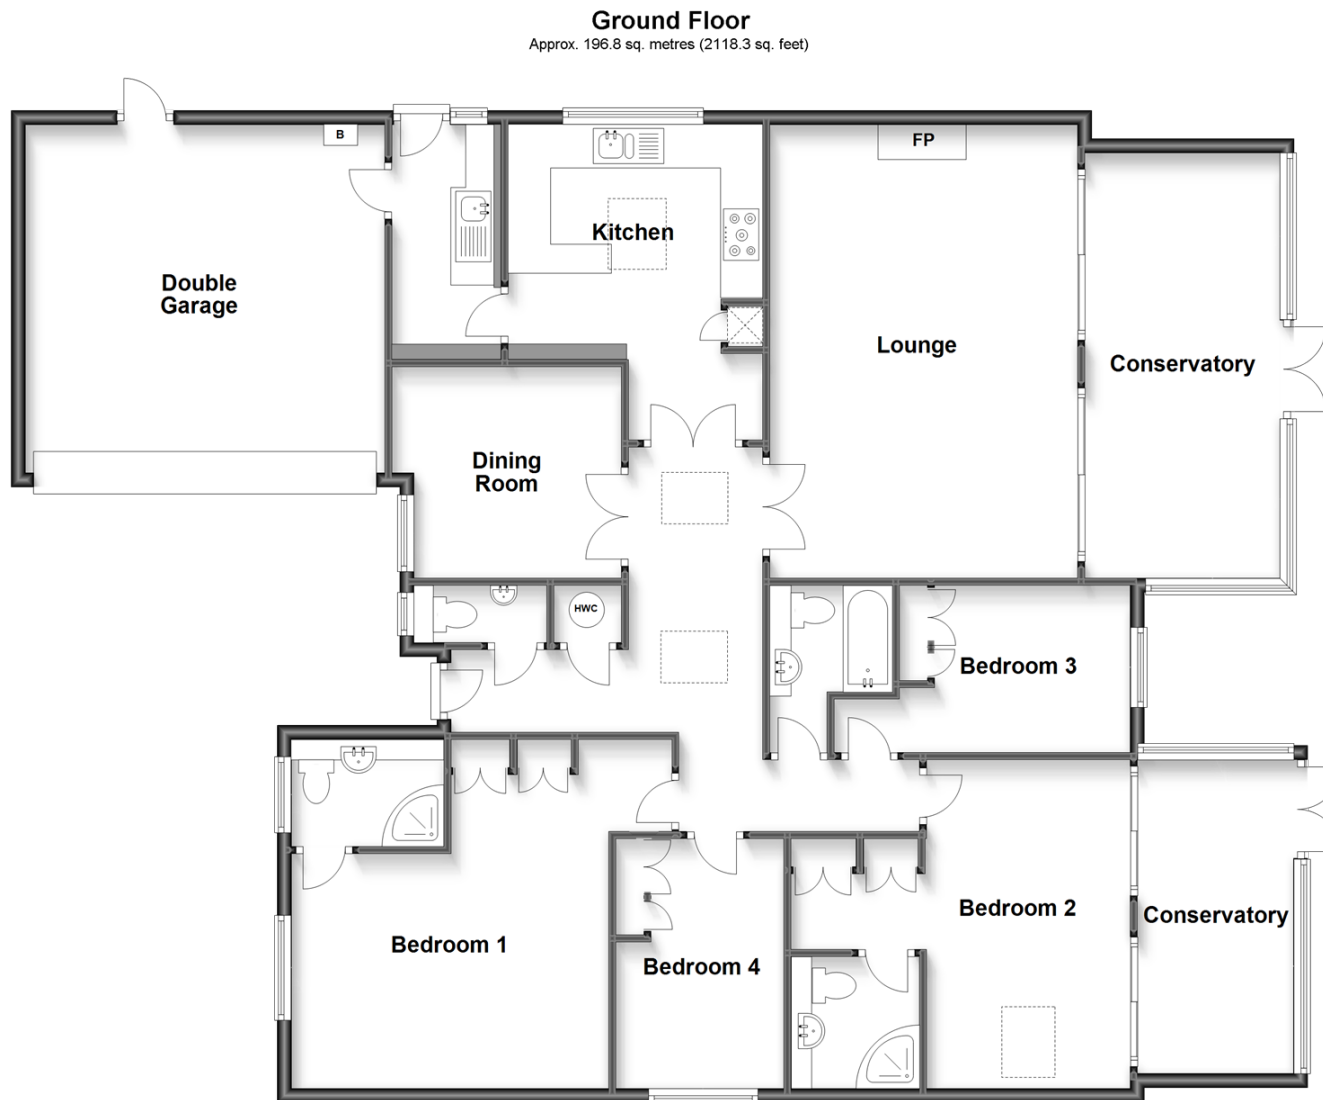 Ground Floor
Approx. 196.8 sq. metres (2118.3 sq. feet)
B
FP
Kitchen
Double
Garage
Lounge
Conservatory
Dining
Room
HWC
Bedroom 3
Bedroom 2
Conservatory
Bedroom 1
Bedroom 4